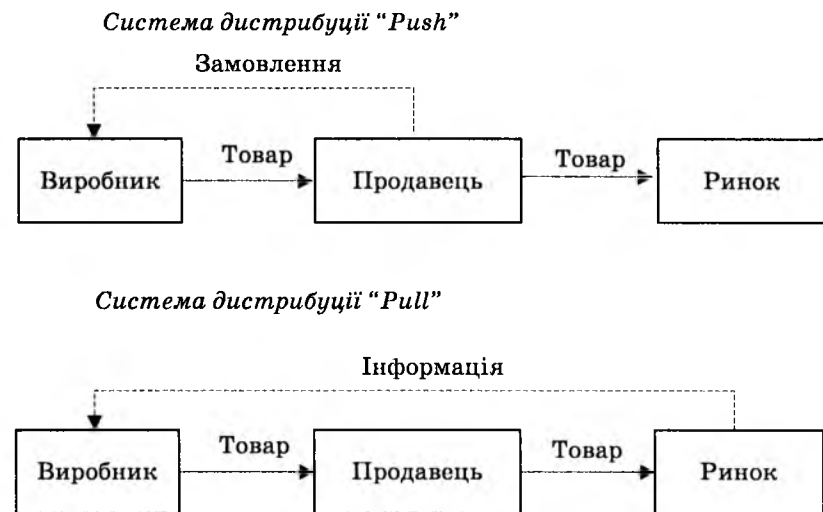 Система дистрибуції “Push”
Замовлення
Товар
Товар
Виробник
Продавець
Ринок
Система дистрибуції “Pull”
Інформація
Товар
Товар
Виробник
Продавець
Ринок